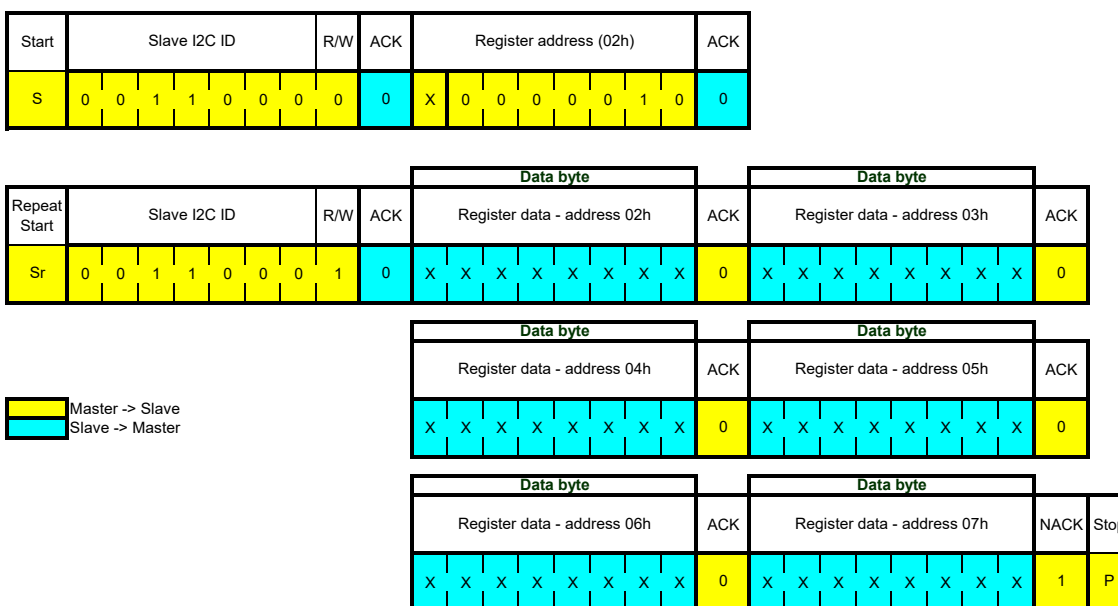 Start Slave I2C ID R/W ACK Register address (02h) ACK
S 0 0 1 1 0 0 0 0 0 X 0 0 0 0 0 1 0 0
Data byte Data byte
Repeat Start Slave I2C ID R/W ACK Register data - address 02h ACK Register data - address 03h ACK
Sr 0 0 1 1 0 0 0 1 0 X X X X X X X X 0 X X X X X X X X 0
Data byte Data byte
Register data - address 04h ACK Register data - address 05h ACK
Master -> Slave
Slave -> Master
X X X X X X X X 0 X X X X X X X X 0
Data byte Data byte
Register data - address 06h ACK Register data - address 07h NACK Sto
X X X X X X X X 0 X X X X X X X X 1 P